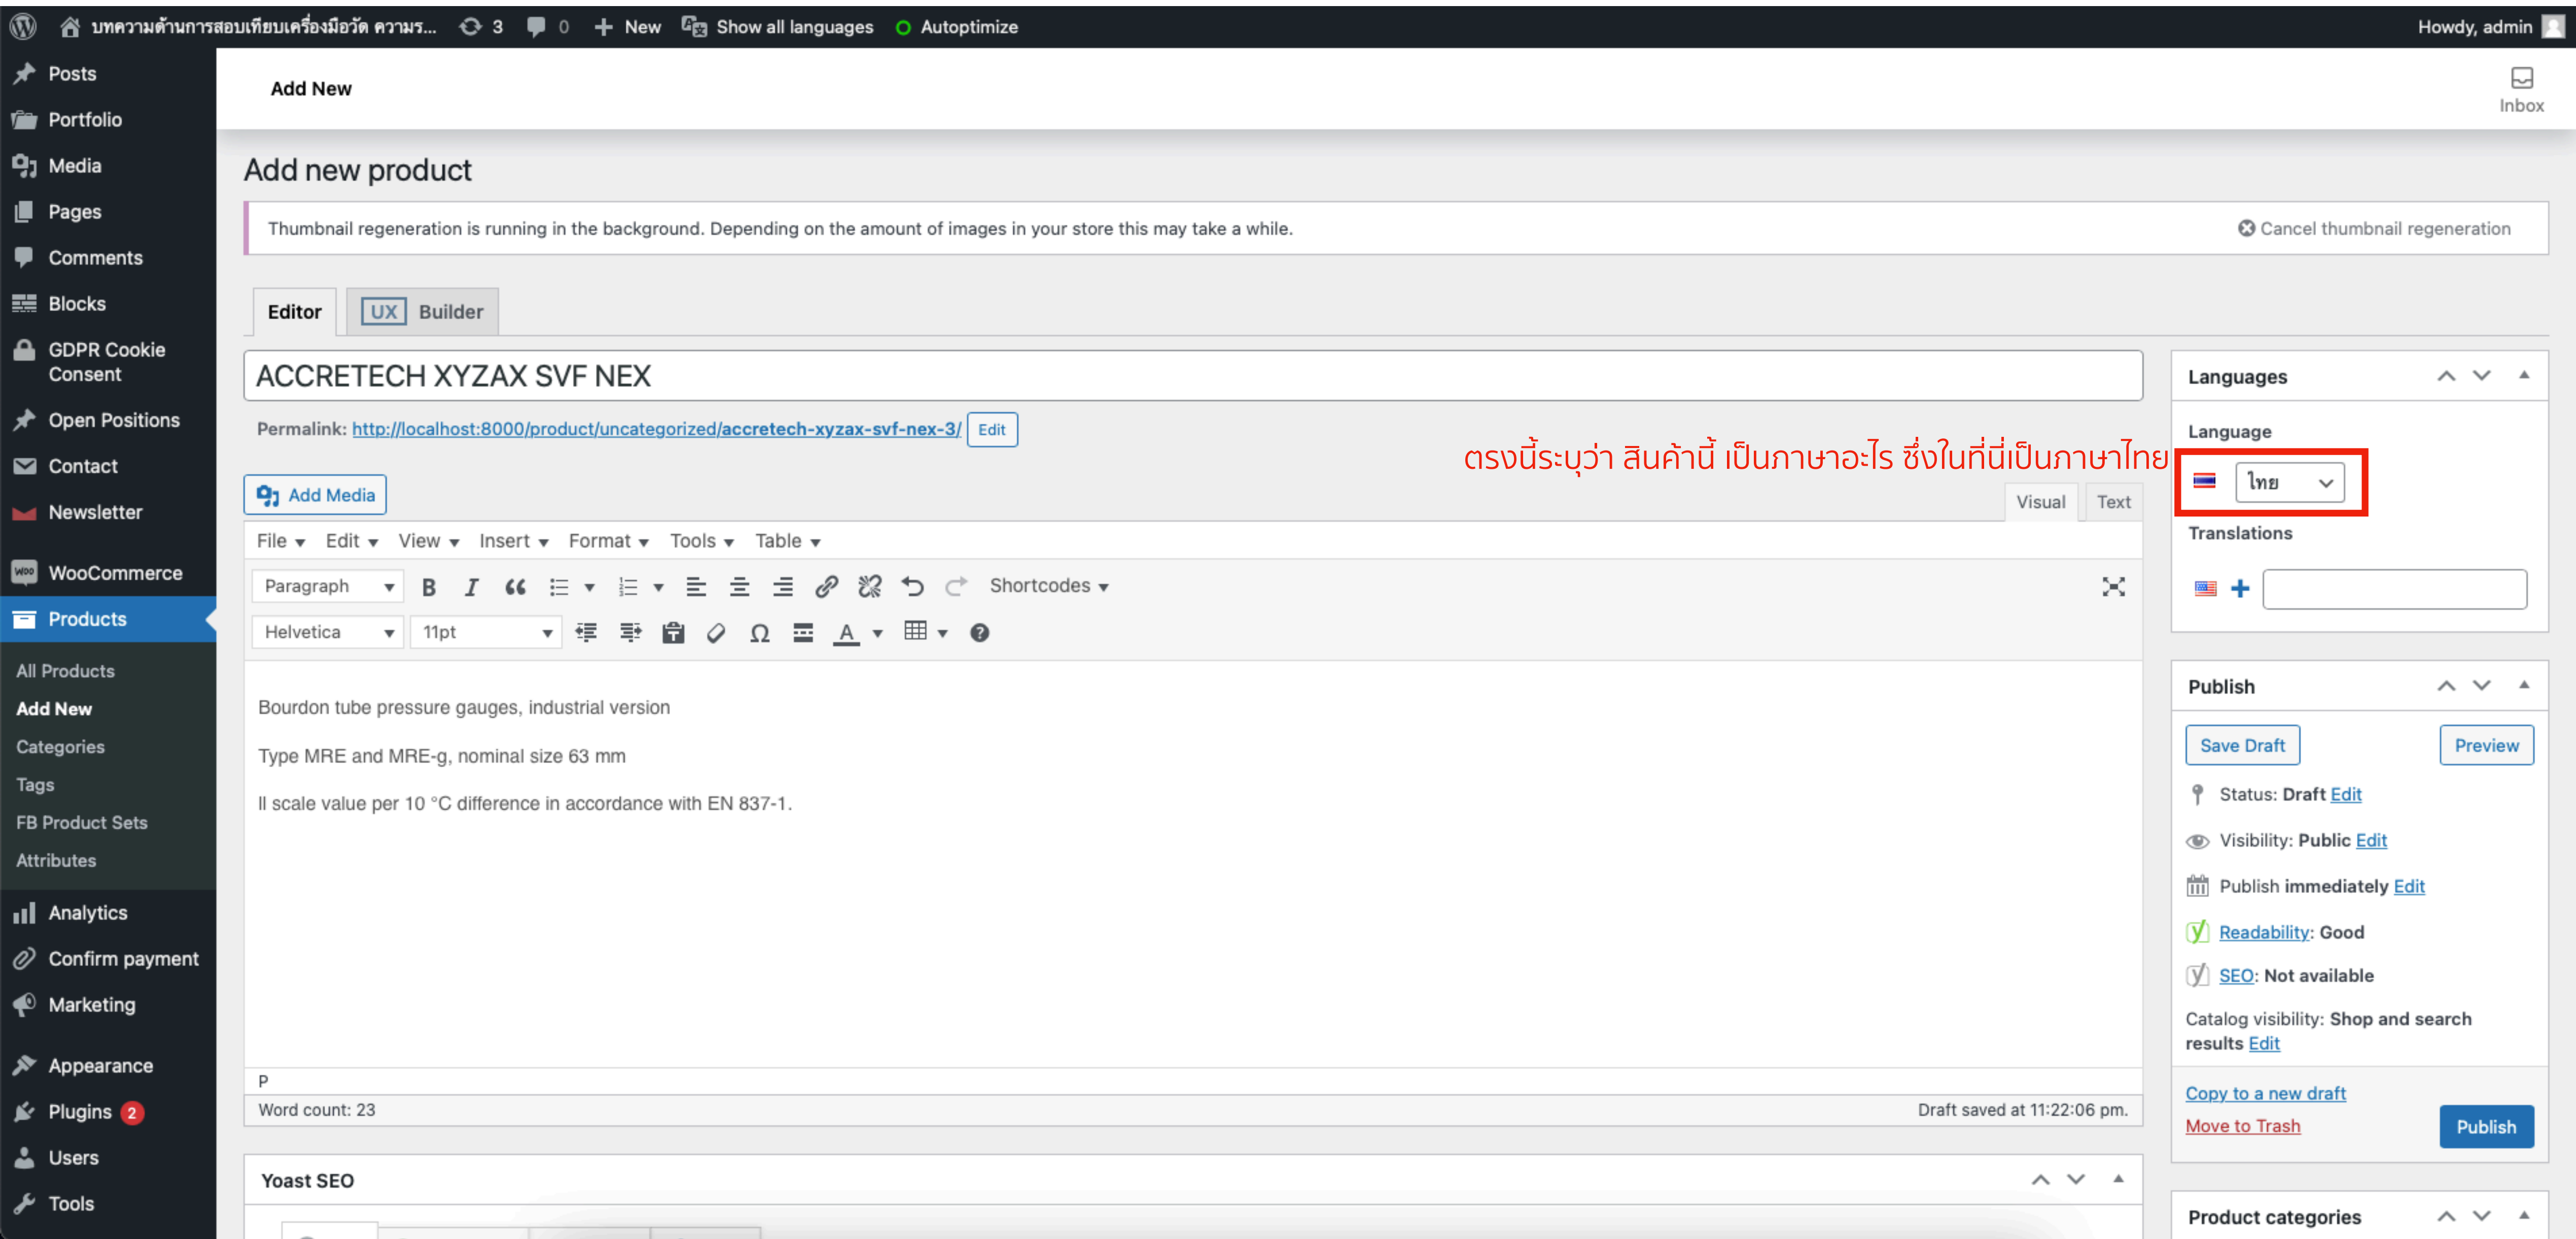 บทความด้านการสอบเทียบเครื่องมือวัด ความร... 3 0 New Show all languages Autoptimize Howdy, admin
Posts
Portfolio
Media
Pages
Comments
Blocks
GDPR Cookie
Consent
Open Positions
Contact
Newsletter
WooCommerce
Products
All Products
Add New
Categories
Tags
FB Product Sets
Attributes
Analytics
Confirm payment
Marketing
Appearance
Plugins 2
Users
Tools
Add New
Inbox
Add new product
Thumbnail regeneration is running in the background. Depending on the amount of images in your store this may take a while. Cancel thumbnail regeneration
Editor UX Builder
ACCRETECH XYZAX SVF NEX
Permalink: http://localhost:8000/product/uncategorized/accretech-xyzax-svf-nex-3/ Edit
ตรงนี้ระบุว่า สินค้านี้ เป็นภาษาอะไร ซึ่งในที่นี่เป็นภาษาไทย
Add Media
Visual Text
File Edit View Insert Format Tools Table
Paragraph B I Shortcodes
Helvetica 11pt Ω A
Bourdon tube pressure gauges, industrial version
Type MRE and MRE-g, nominal size 63 mm
ll scale value per 10 °C difference in accordance with EN 837-1.
P
Word count: 23 Draft saved at 11:22:06 pm.
Yoast SEO
Languages
Language
ไทย
Translations
Publish
Save Draft Preview
Status: Draft Edit
Visibility: Public Edit
Publish immediately Edit
Readability: Good
SEO: Not available
Catalog visibility: Shop and search
results Edit
Copy to a new draft
Move to Trash
Publish
Product categories